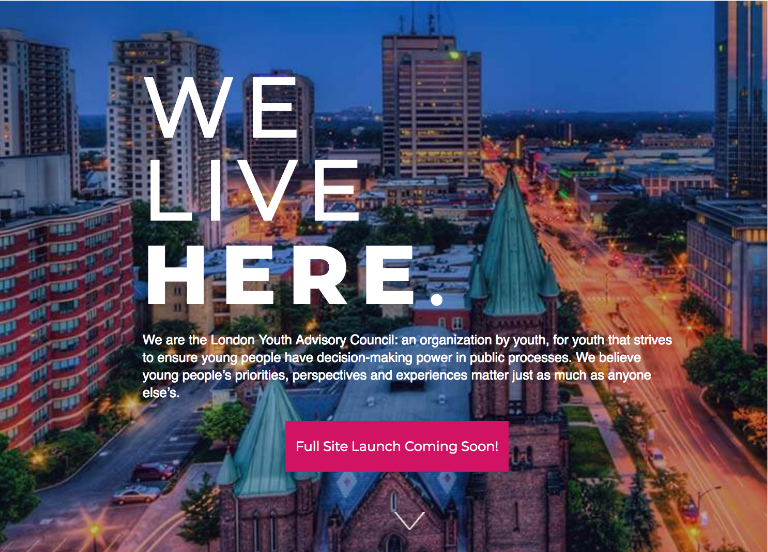 WE
LIVE
HERE.
We are the London Youth Advisory Council: an organization by youth, for youth that strives
to ensure young people have decision-making power in public processes. We believe
young people's priorities, perspectives and experiences matter just as much as anyone
else's.
Full Site Launch Coming Soon!